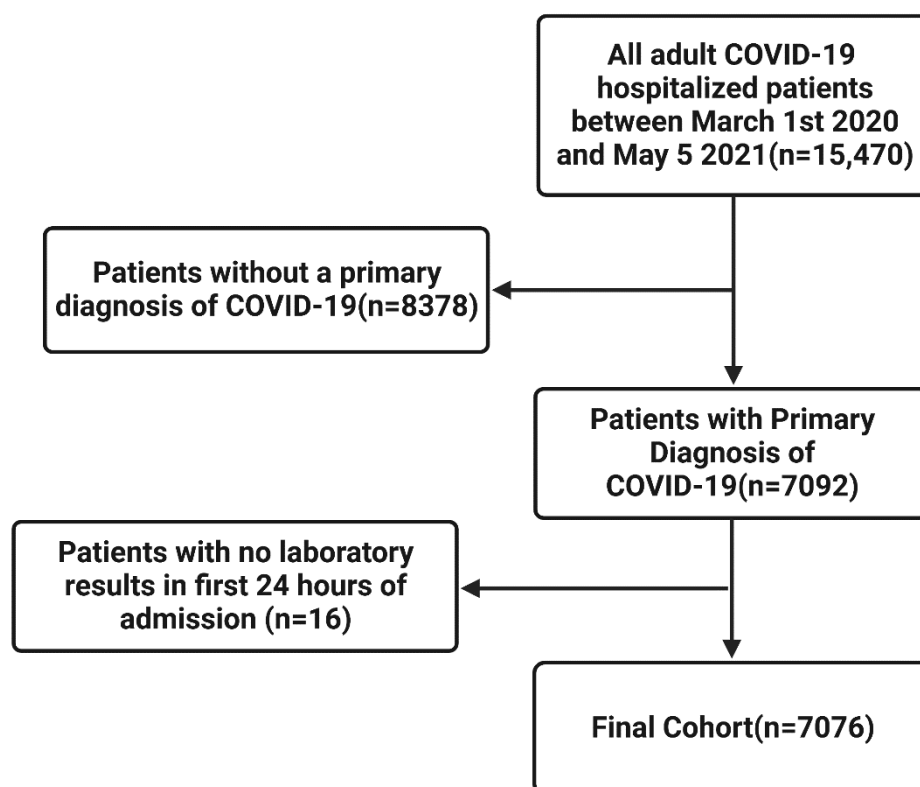 All adult COVID-19
hospitalized patients
between March 1st 2020
and May 5 2021(n=15,470)
Patients without a primary
diagnosis of COVID-19(n=8378)
Patients with Primary
Diagnosis of
COVID-19(n=7092)
Patients with no laboratory
results in first 24 hours of
admission (n=16)
Final Cohort(n=7076)